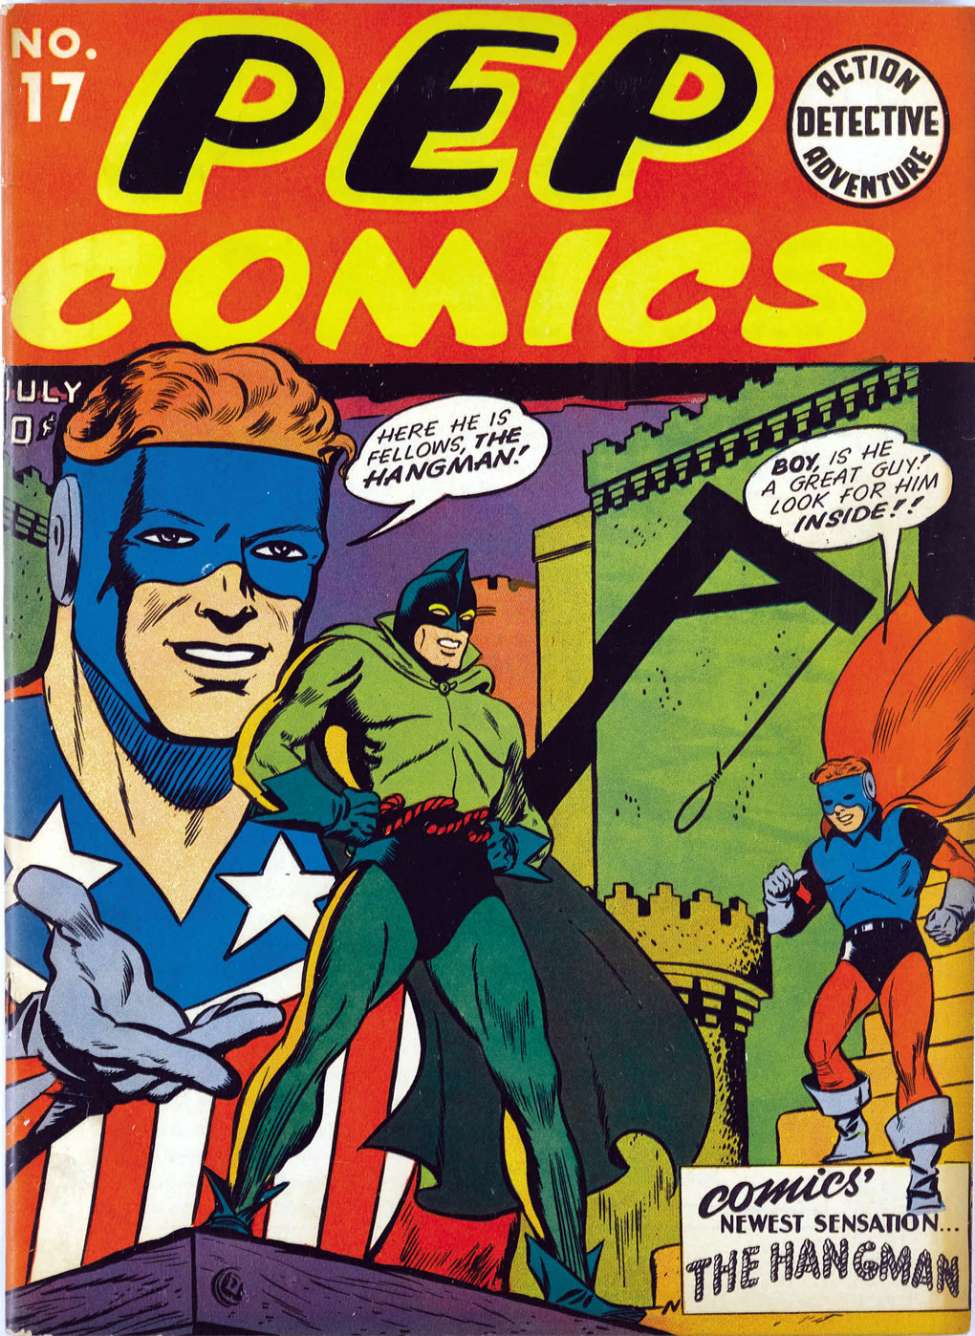 NO.
17
PEP
COMICS
ACTION
DETECTIVE
ADVENTURE
JULY
10¢
HERE HE IS
FELLOWS, THE
HANGMAN!
BOY, IS HE
A GREAT GUY!
LOOK FOR HIM
INSIDE!!
comics'
NEWEST SENSATION...
THE HANGMAN